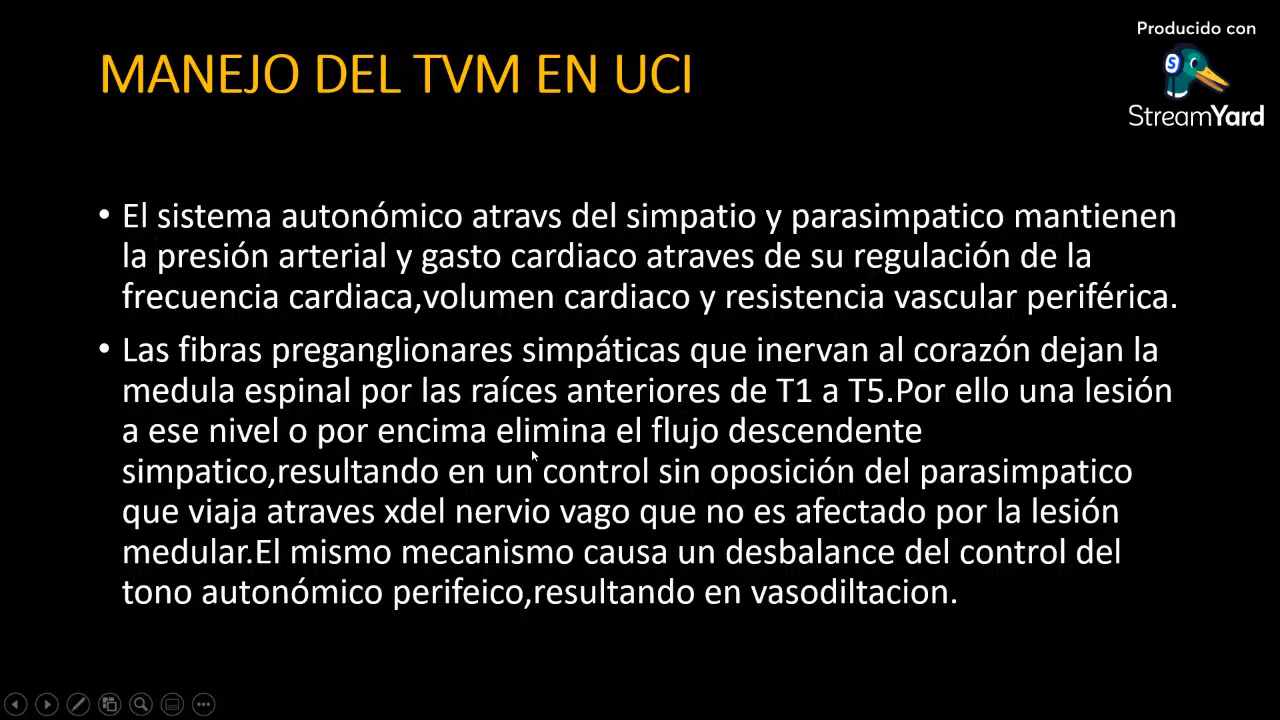 Producido con
StreamYard
MANEJO DEL TVM EN UCI
• El sistema autonómico atravs del simpatio y parasimpatico mantienen
la presión arterial y gasto cardiaco atraves de su regulación de la
frecuencia cardiaca,volumen cardiaco y resistencia vascular periférica.
• Las fibras preganglionares simpáticas que inervan al corazón dejan la
medula espinal por las raíces anteriores de T1 a T5.Por ello una lesión
a ese nivel o por encima elimina el flujo descendente
simpatico,resultando en un control sin oposición del parasimpatico
que viaja atraves xdel nervio vago que no es afectado por la lesión
medular.El mismo mecanismo causa un desbalance del control del
tono autonómico perifeico,resultando en vasodiltacion.